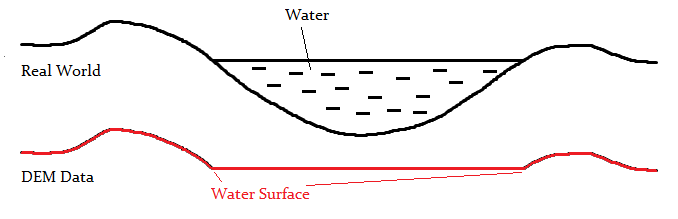 Water
Real World
DEM Data
Water Surface